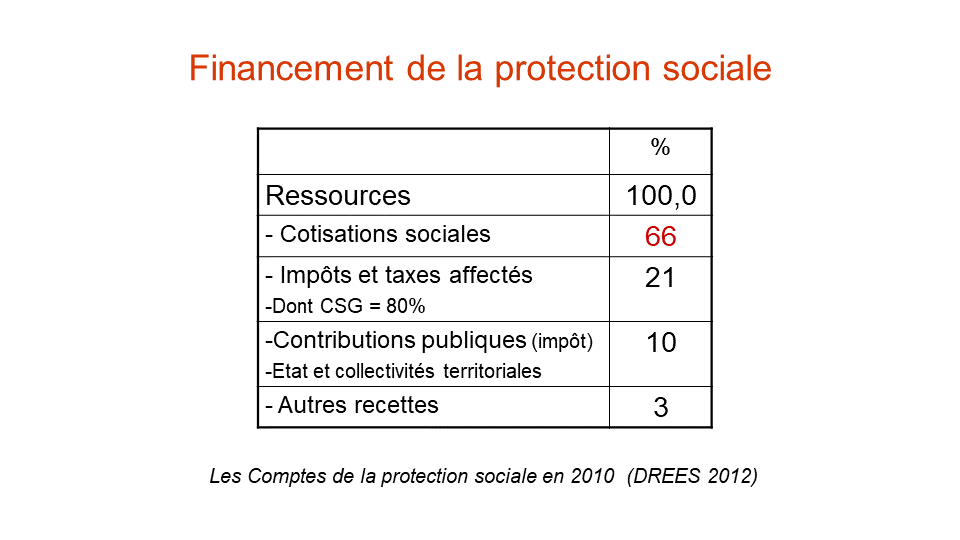 Financement de la protection sociale
%
Ressources 100,0
- Cotisations sociales 66
- Impôts et taxes affectés 21
-Dont CSG = 80%
-Contributions publiques (impôt) 10
-Etat et collectivités territoriales
- Autres recettes 3
Les Comptes de la protection sociale en 2010 (DREES 2012)